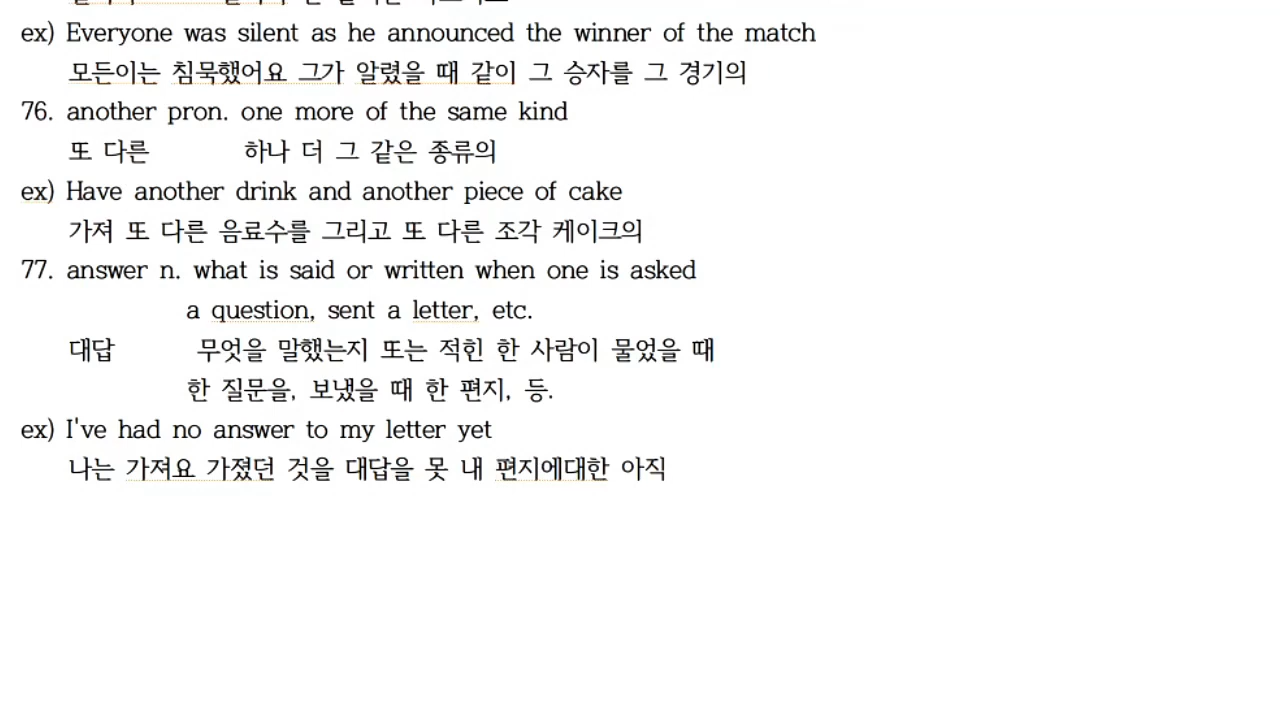 ex) Everyone was silent as he announced the winner of the match
모든이는 침묵했어요 그가 알렸을 때 같이 그 승자를 그 경기의
76. another pron. one more of the same kind
또 다른 하나 더 그 같은 종류의
ex) Have another drink and another piece of cake
가져 또 다른 음료수를 그리고 또 다른 조각 케이크의
77. answer n. what is said or written when one is asked
a question, sent a letter, etc.
대답 무엇을 말했는지 또는 적힌 한 사람이 물었을 때
한 질문을, 보냈을 때 한 편지, 등.
ex) I've had no answer to my letter yet
나는 가져요 가졌던 것을 대답을 못 내 편지에대한 아직